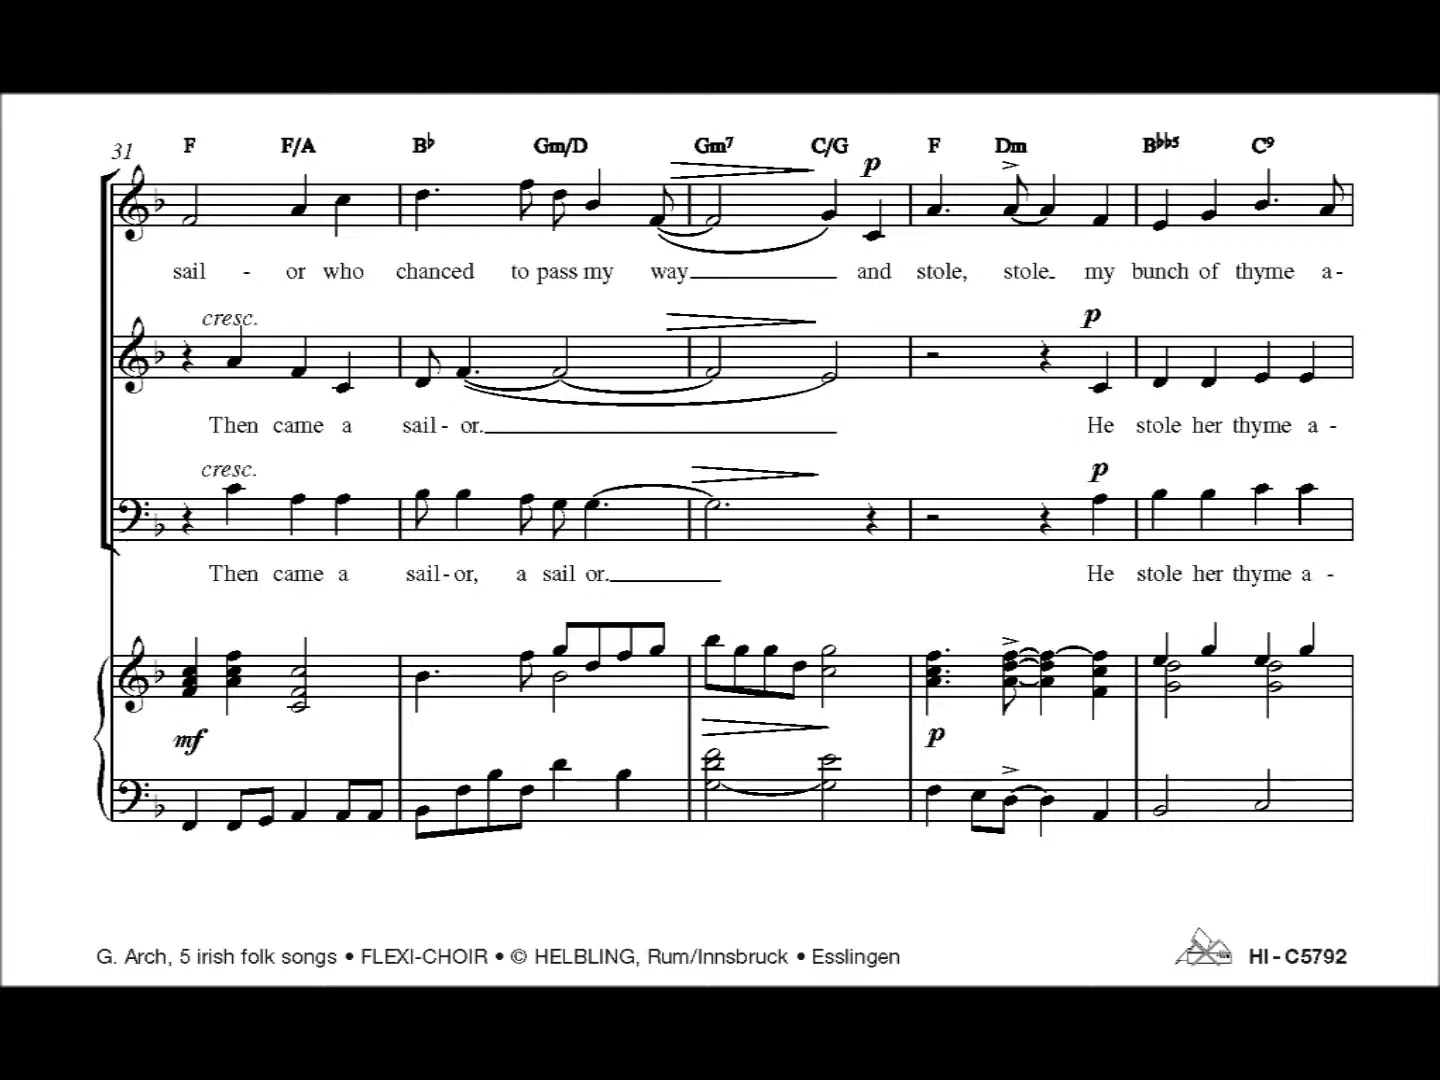 31 F F/A B♭ Gm/D Gm7 C/G F Dm B♭b5 C9
p
sail - or who chanced to pass my way and stole, stole my bunch of thyme a-
cresc. p
Then came a sail - or. He stole her thyme a -
cresc. p
Then came a sail - or, a sail or. He stole her thyme a -
mf p
G. Arch, 5 irish folk songs • FLEXI-CHOIR • © HELBLING, Rum/Innsbruck • Esslingen HI - C5792